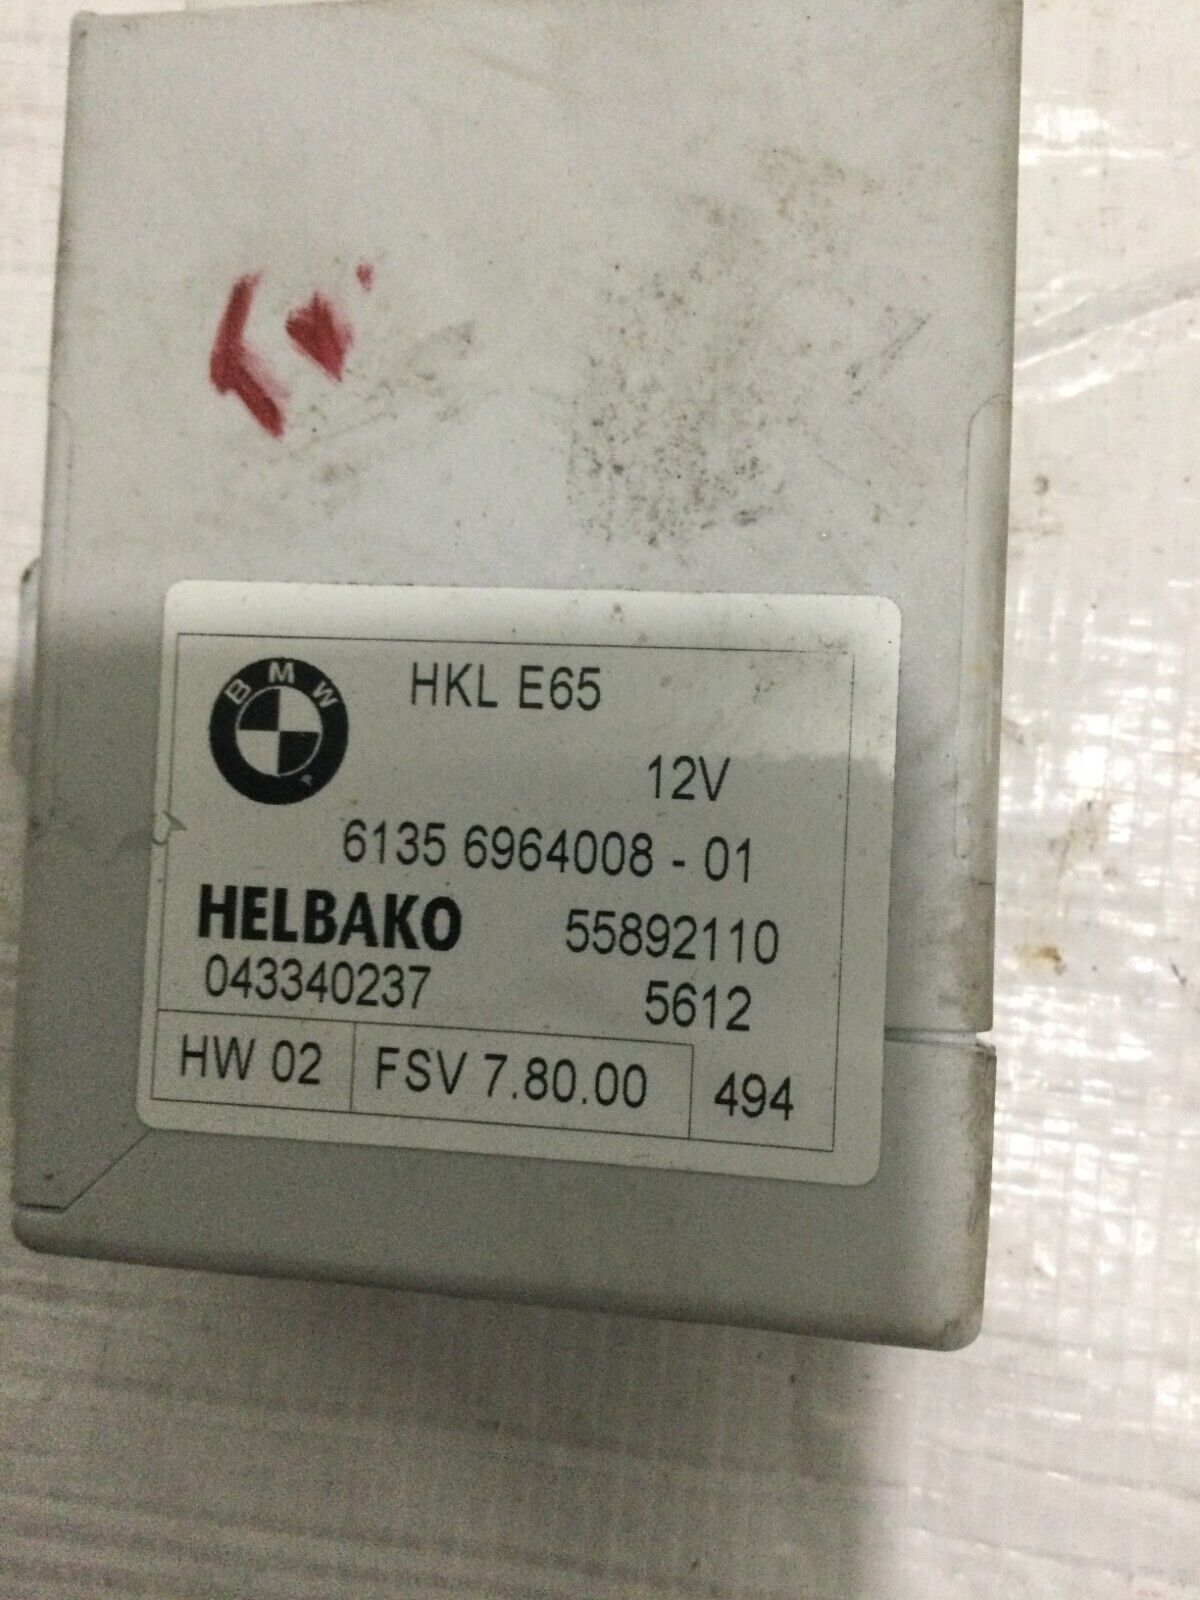 BMW
HKL E65
12V
6135 6964008 - 01
HELBAKO 55892110
043340237 5612
HW 02 FSV 7.80.00 494